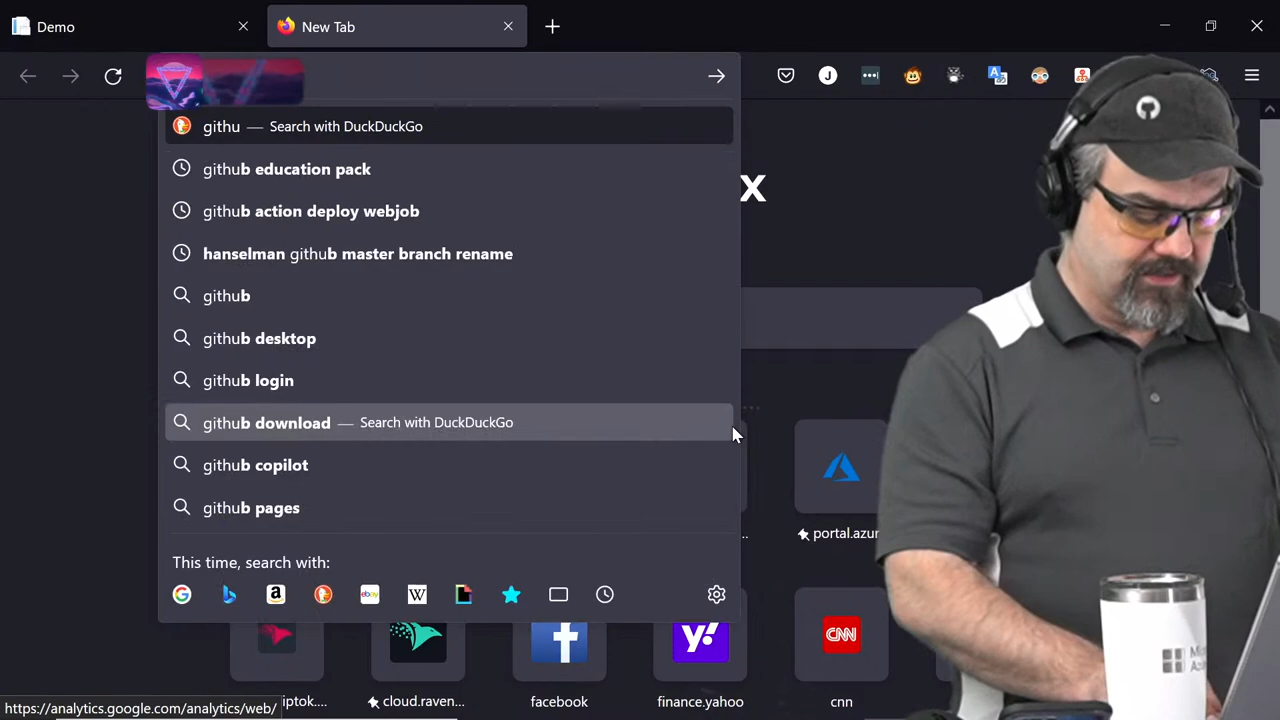 Demo
New Tab
githu — Search with DuckDuckGo
github education pack
github action deploy webjob
hanselman github master branch rename
github
github desktop
github login
github download — Search with DuckDuckGo
github copilot
github pages
This time, search with:
x
J
ebay
W
...
portal.azur
CNN
y!
iptok....
cloud.raven...
facebook
finance.yahoo
cnn
https://analytics.google.com/analytics/web/